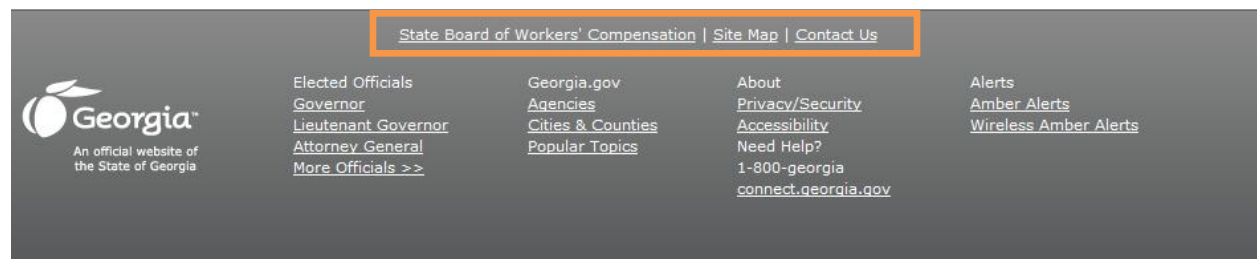 State Board of Workers' Compensation | Site Map | Contact Us
Georgia™
An official website of
the State of Georgia
Elected Officials
Governor
Lieutenant Governor
Attorney General
More Officials >>
Georgia.gov
Agencies
Cities & Counties
Popular Topics
About
Privacy/Security
Accessibility
Need Help?
1-800-georgia
connect.georgia.gov
Alerts
Amber Alerts
Wireless Amber Alerts